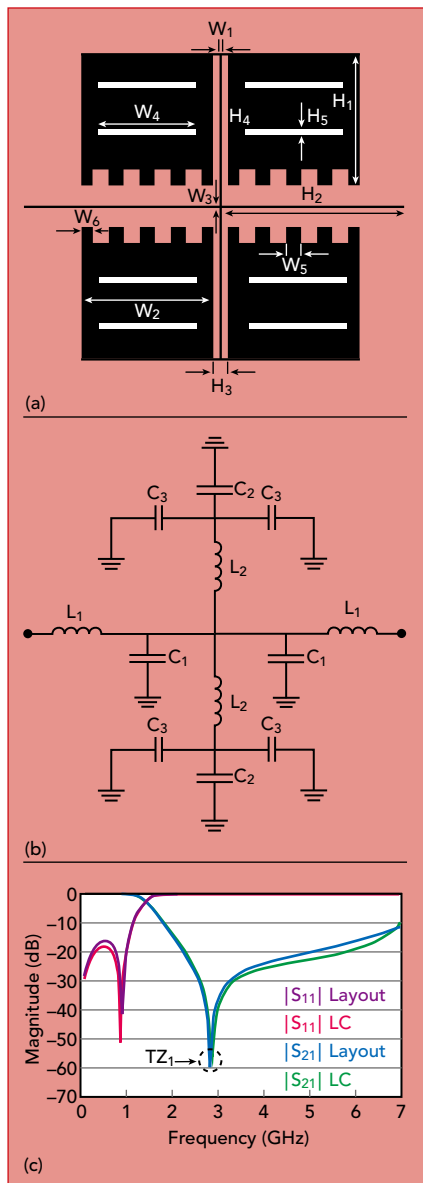 W₁
H₁
W₄
H₅
H₄
W₃
H₂
W₆
W₅
W₂
H₃
(a)
C₃ C₂ C₃
L₂
L₁ L₁
C₁ C₁
L₂
C₃ C₃
C₂
(b)
0
–10
–20
–30
–40
–50
–60
–70
Magnitude (dB)
|S₁₁| Layout
|S₁₁| LC
|S₂₁| Layout
|S₂₁| LC
TZ₁
0 1 2 3 4 5 6 7
Frequency (GHz)
(c)